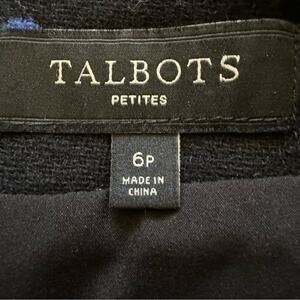 TALBOTS
PETITES
6P
MADE IN
CHINA